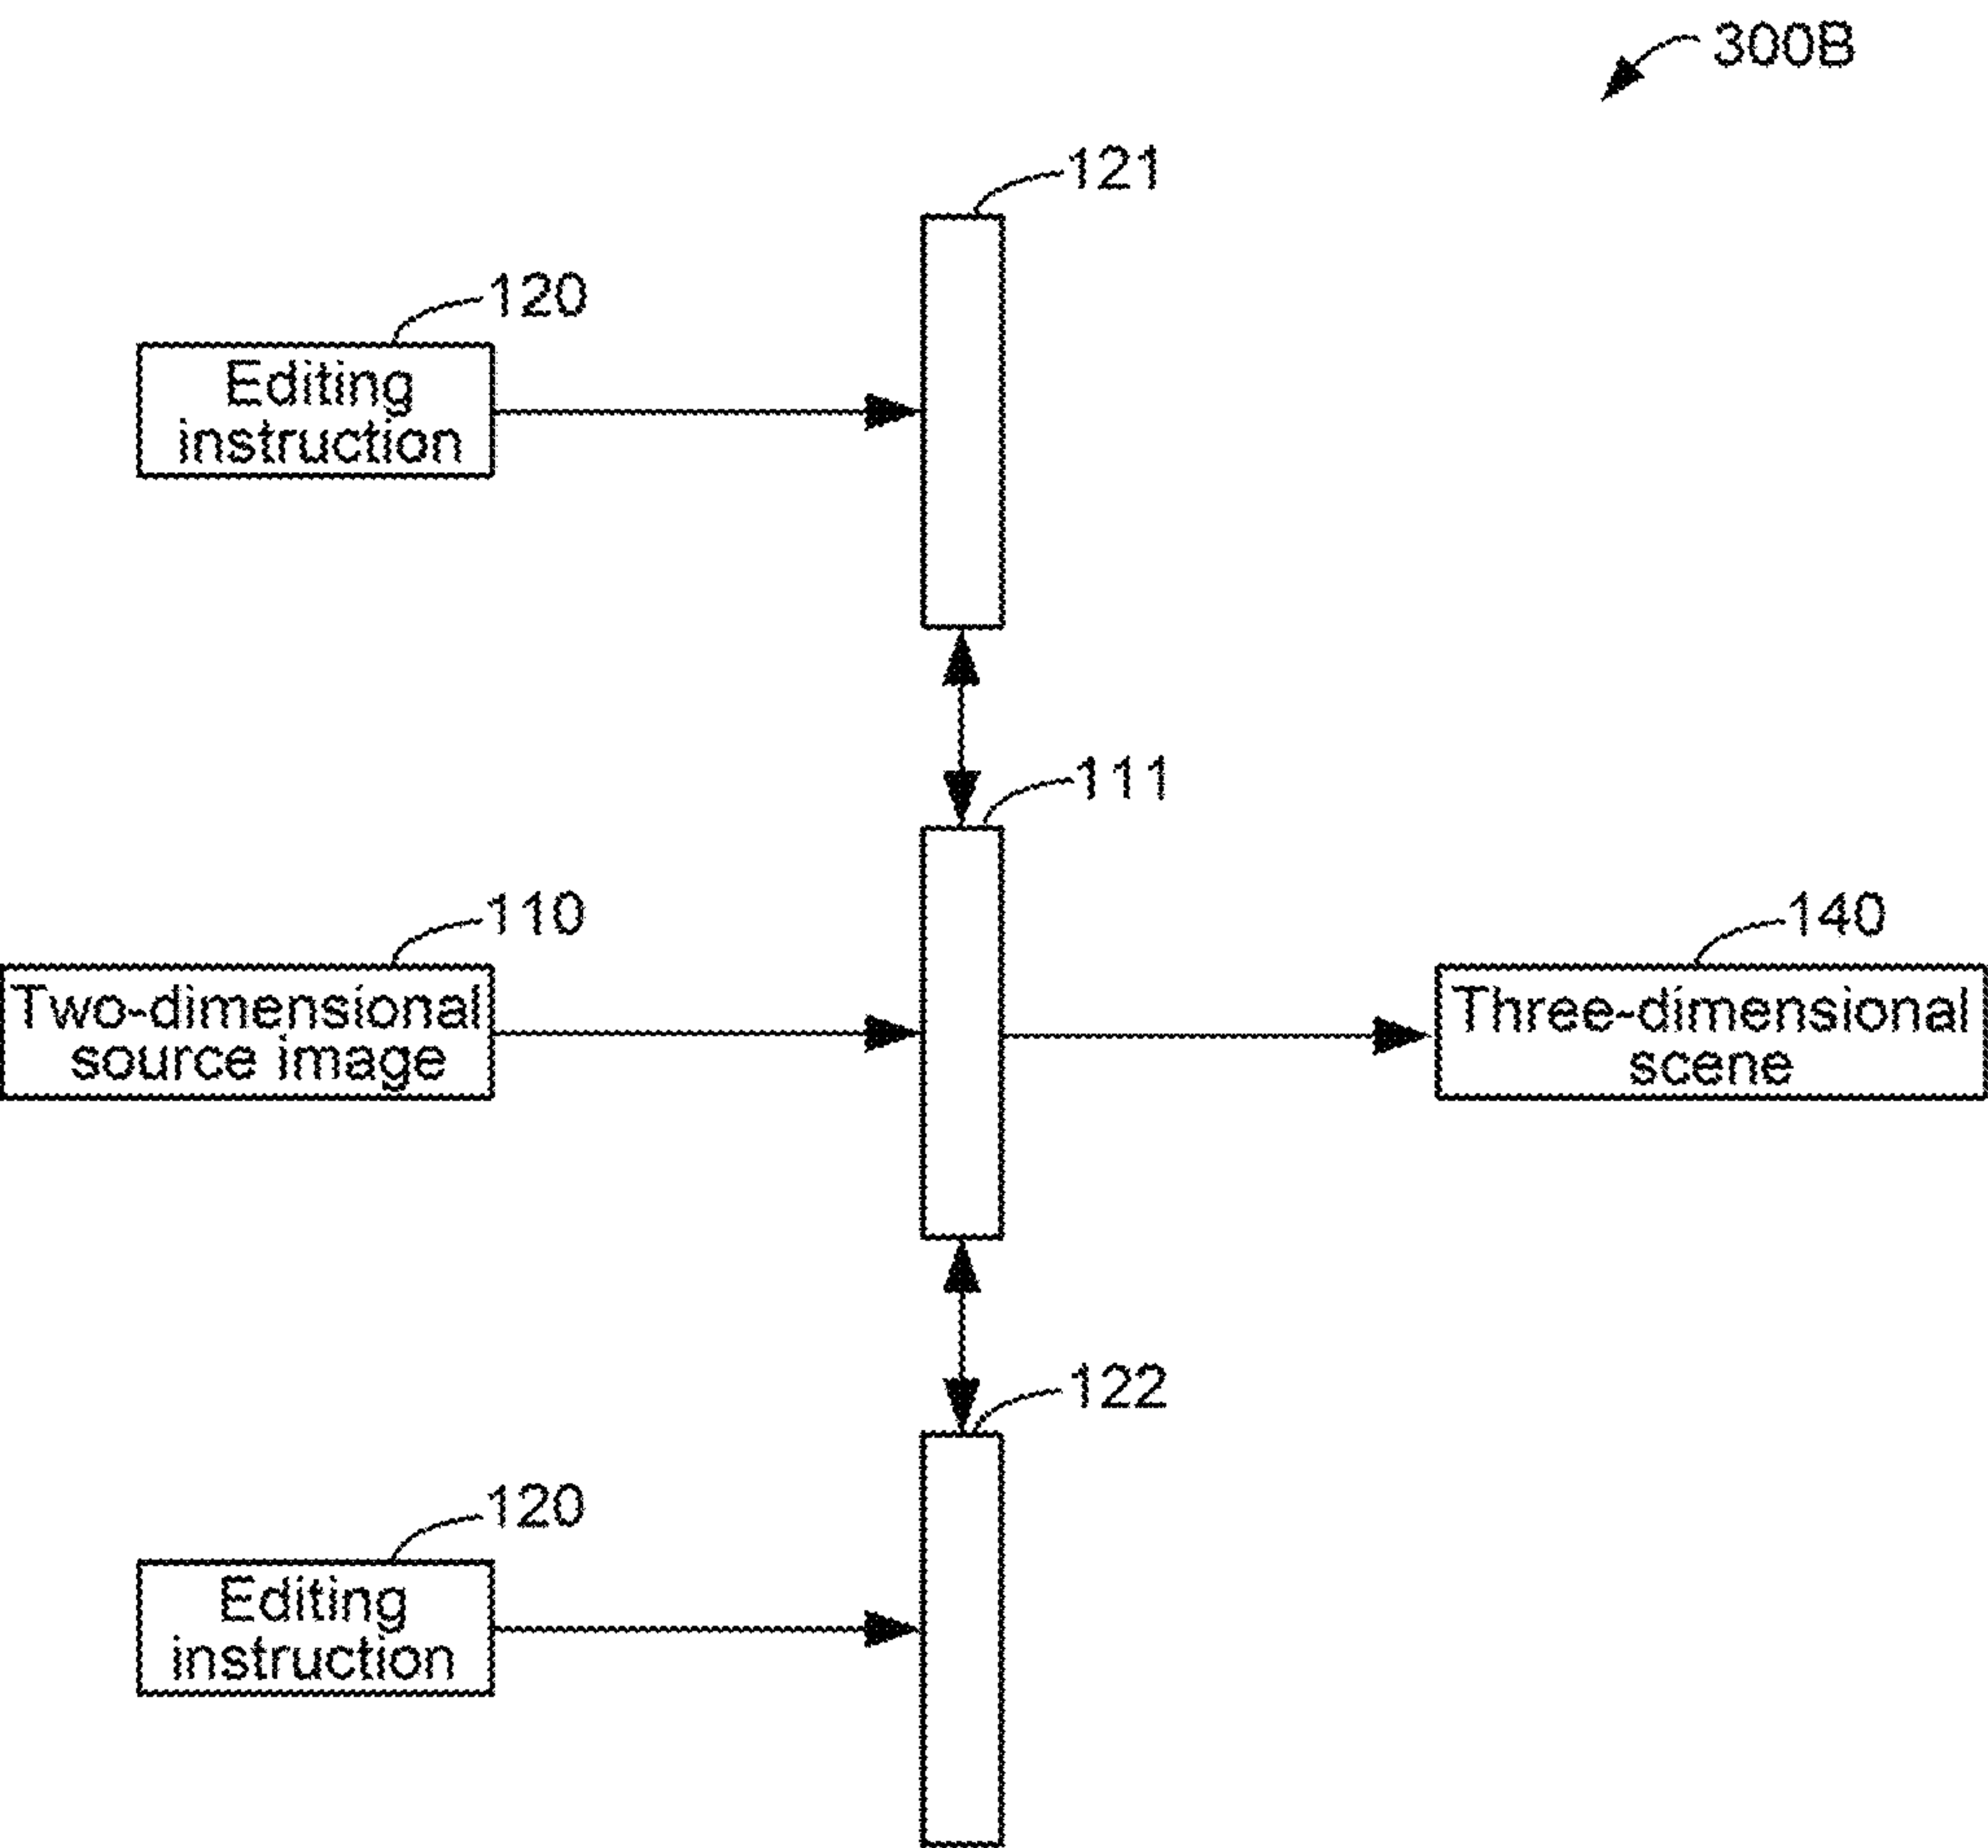 300B
121
120
Editing
instruction
111
110
Two-dimensional
source image
140
Three-dimensional
scene
122
120
Editing
instruction